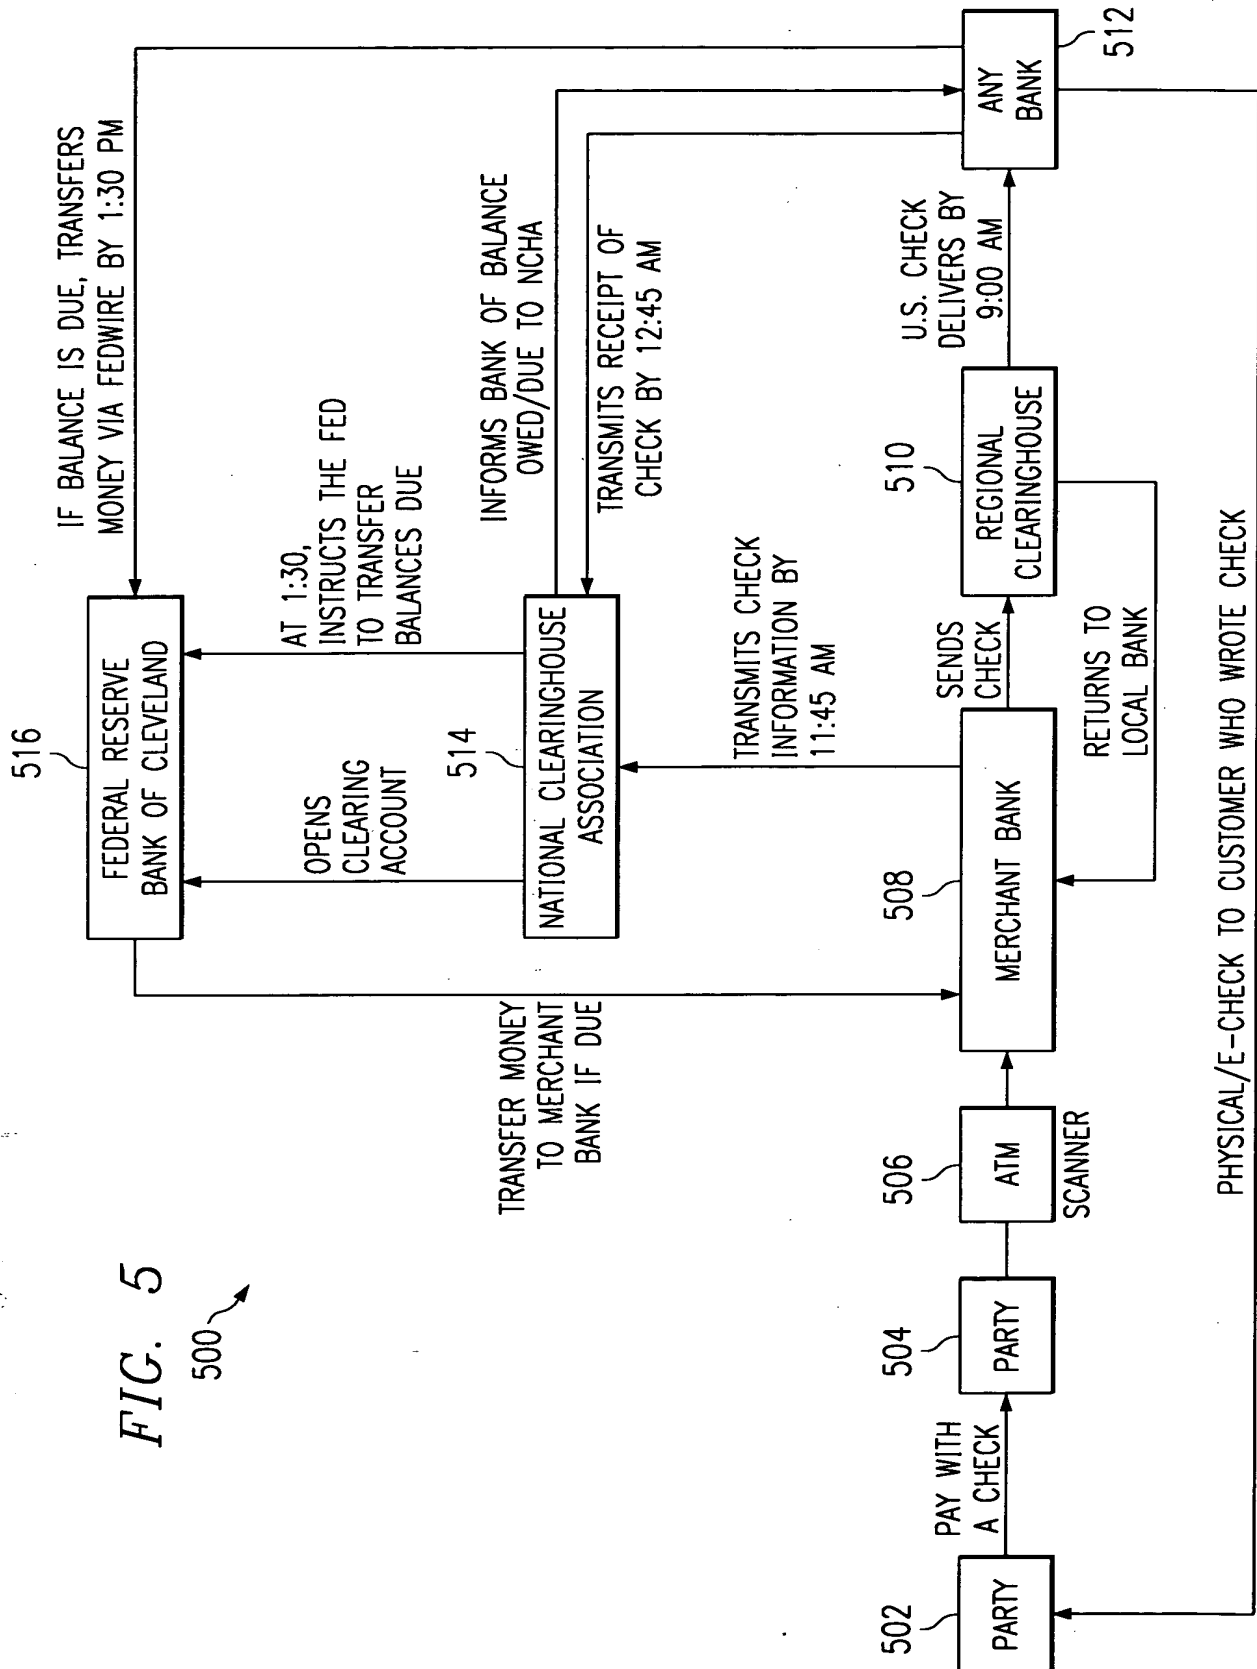 IF BALANCE IS DUE, TRANSFERS
MONEY VIA FEDWIRE BY 1:30 PM
516
FEDERAL RESERVE
BANK OF CLEVELAND
FIG. 5
500
OPENS
CLEARING
ACCOUNT
AT 1:30,
INSTRUCTS THE FED
TO TRANSFER
BALANCES DUE
INFORMS BANK OF BALANCE
OWED/DUE TO NCHA
514
NATIONAL CLEARINGHOUSE
ASSOCIATION
TRANSMITS RECEIPT OF
CHECK BY 12:45 AM
TRANSFER MONEY
TO MERCHANT
BANK IF DUE
TRANSMITS CHECK
INFORMATION BY
11:45 AM
502
PARTY
PAY WITH
A CHECK
504
PARTY
506
ATM
SCANNER
508
MERCHANT BANK
SENDS
CHECK
510
REGIONAL
CLEARINGHOUSE
U.S. CHECK
DELIVERS BY
9:00 AM
ANY
BANK
512
RETURNS TO
LOCAL BANK
PHYSICAL/E-CHECK TO CUSTOMER WHO WROTE CHECK